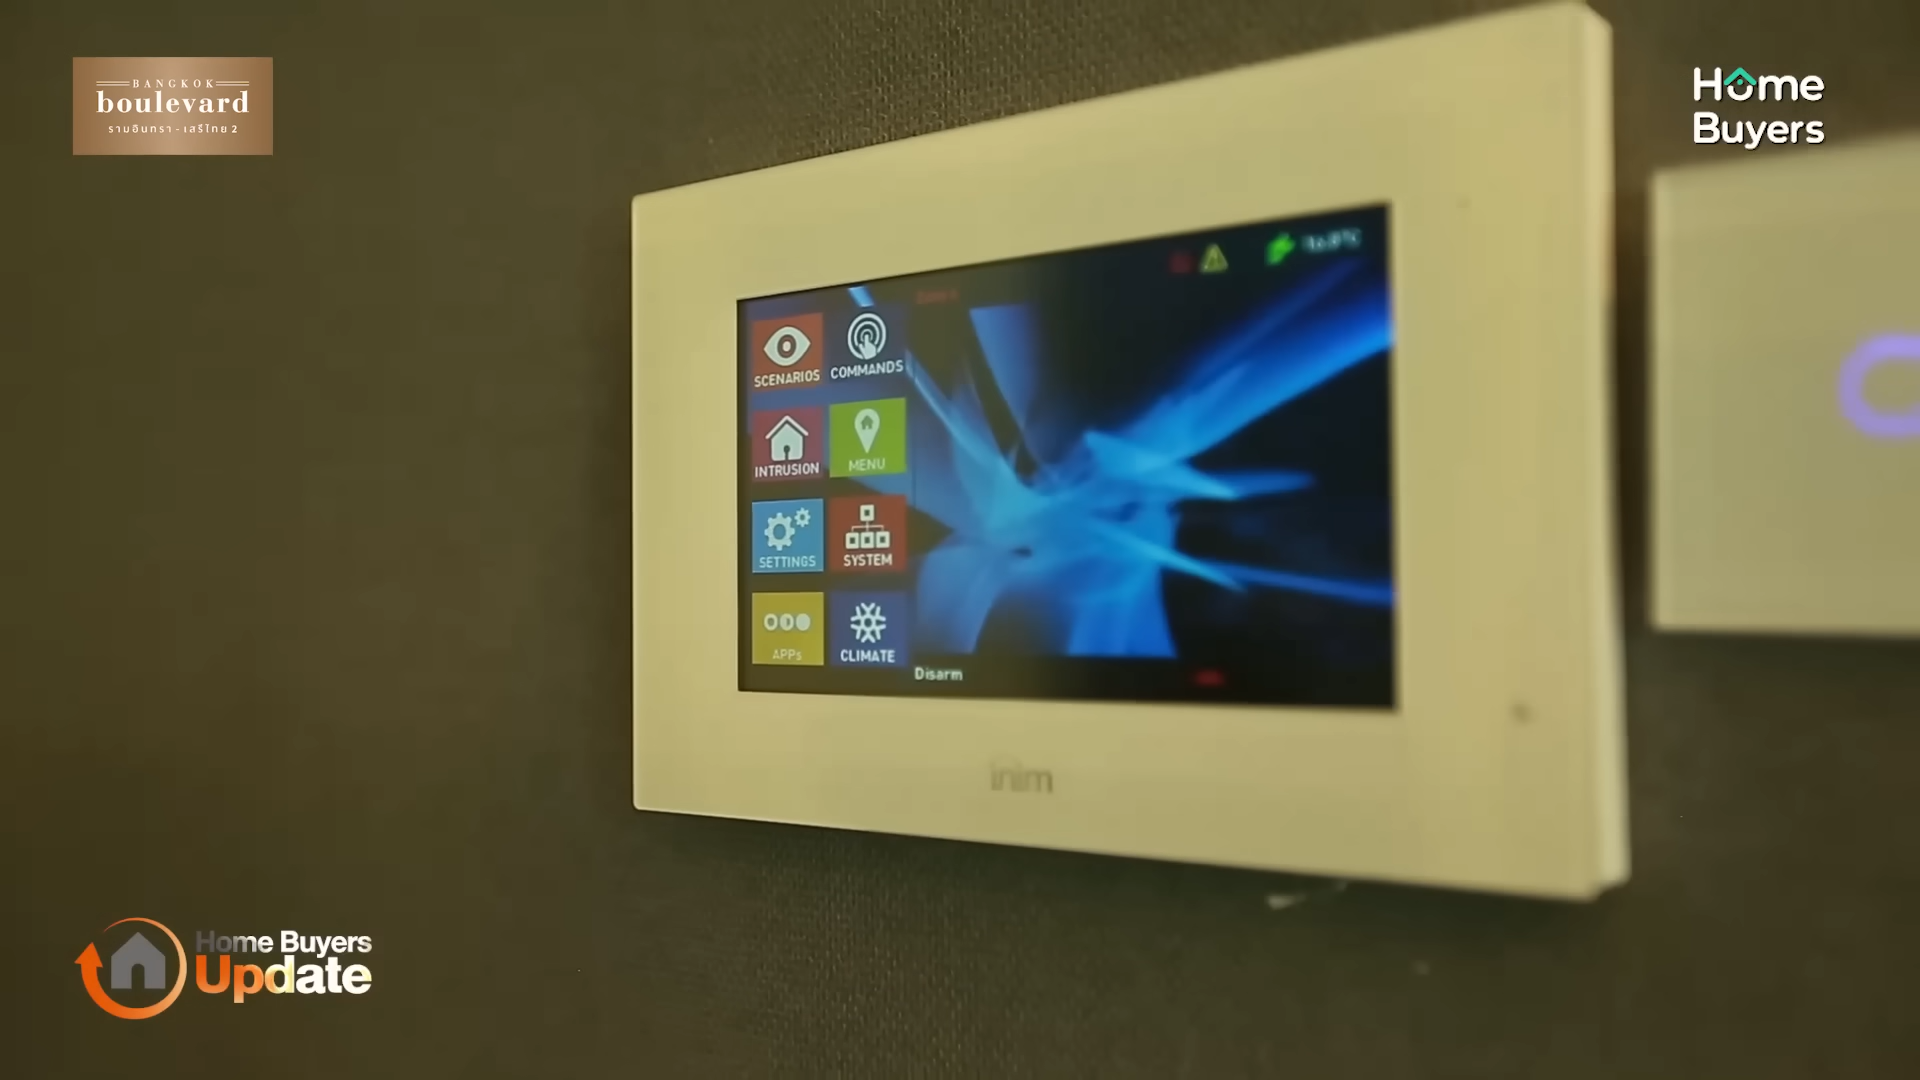 BANGKOK
boulevard
รามอินทรา - เสรีไทย 2
Home
Buyers
SCENARIOS
COMMANDS
INTRUSION
MENU
SETTINGS
SYSTEM
APPs
CLIMATE
Disarm
inim
Home Buyers
Update